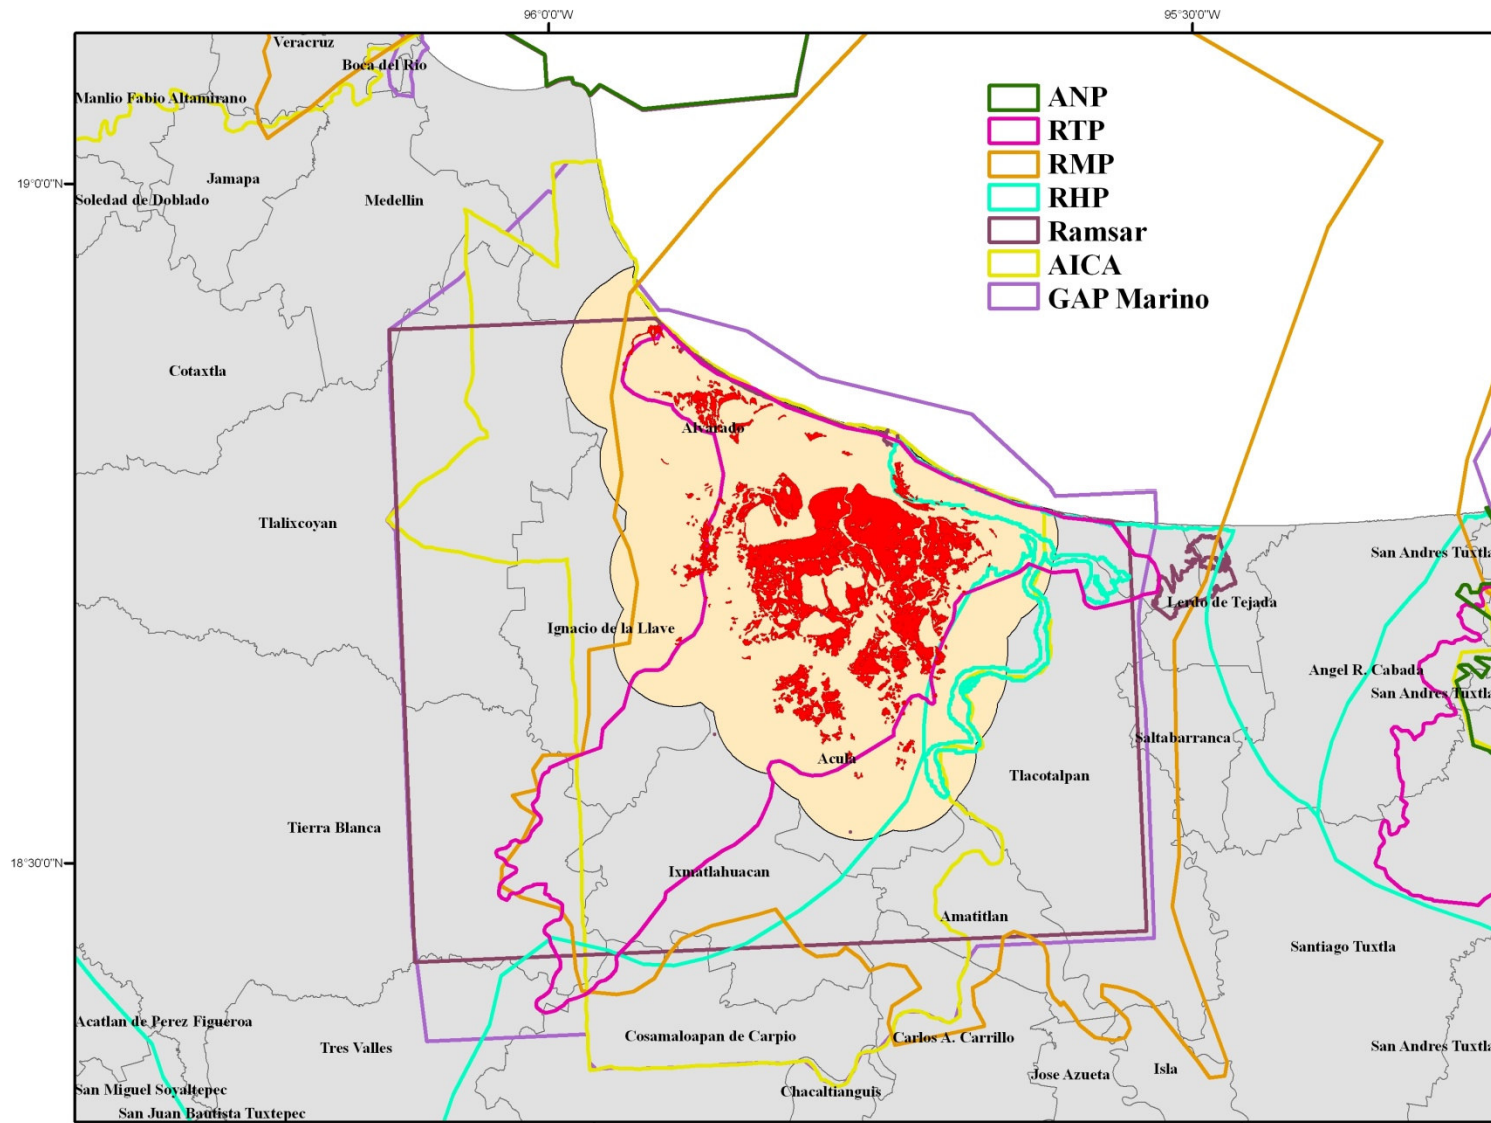 96°0'0"W
95°30'0"W
Veracruz
Boca del Rio
Manlio Fabio Altamirano
ANP
RTP
RMP
RHP
Ramsar
AICA
GAP Marino
19°0'0"N
Jamapa
Soledad de Doblado
Medellin
Cotaxtla
Alvarado
Tlalixcoyan
San Andres Tuxtla
Lerdo de Tejada
Ignacio de la Llave
Angel R. Cabada
San Andres Tuxtla
Saltabarranca
Acula
Tlacotalpan
Tierra Blanca
18°30'0"N
Ixmatlahuacan
Amatitlan
Santiago Tuxtla
Acatlan de Perez Figueroa
Cosamaloapan de Carpio
Carlos A. Carrillo
Tres Valles
San Andres Tuxtla
Isla
Jose Azueta
San Miguel Soyaltepec
Chacaltianguis
San Juan Bautista Tuxtepec